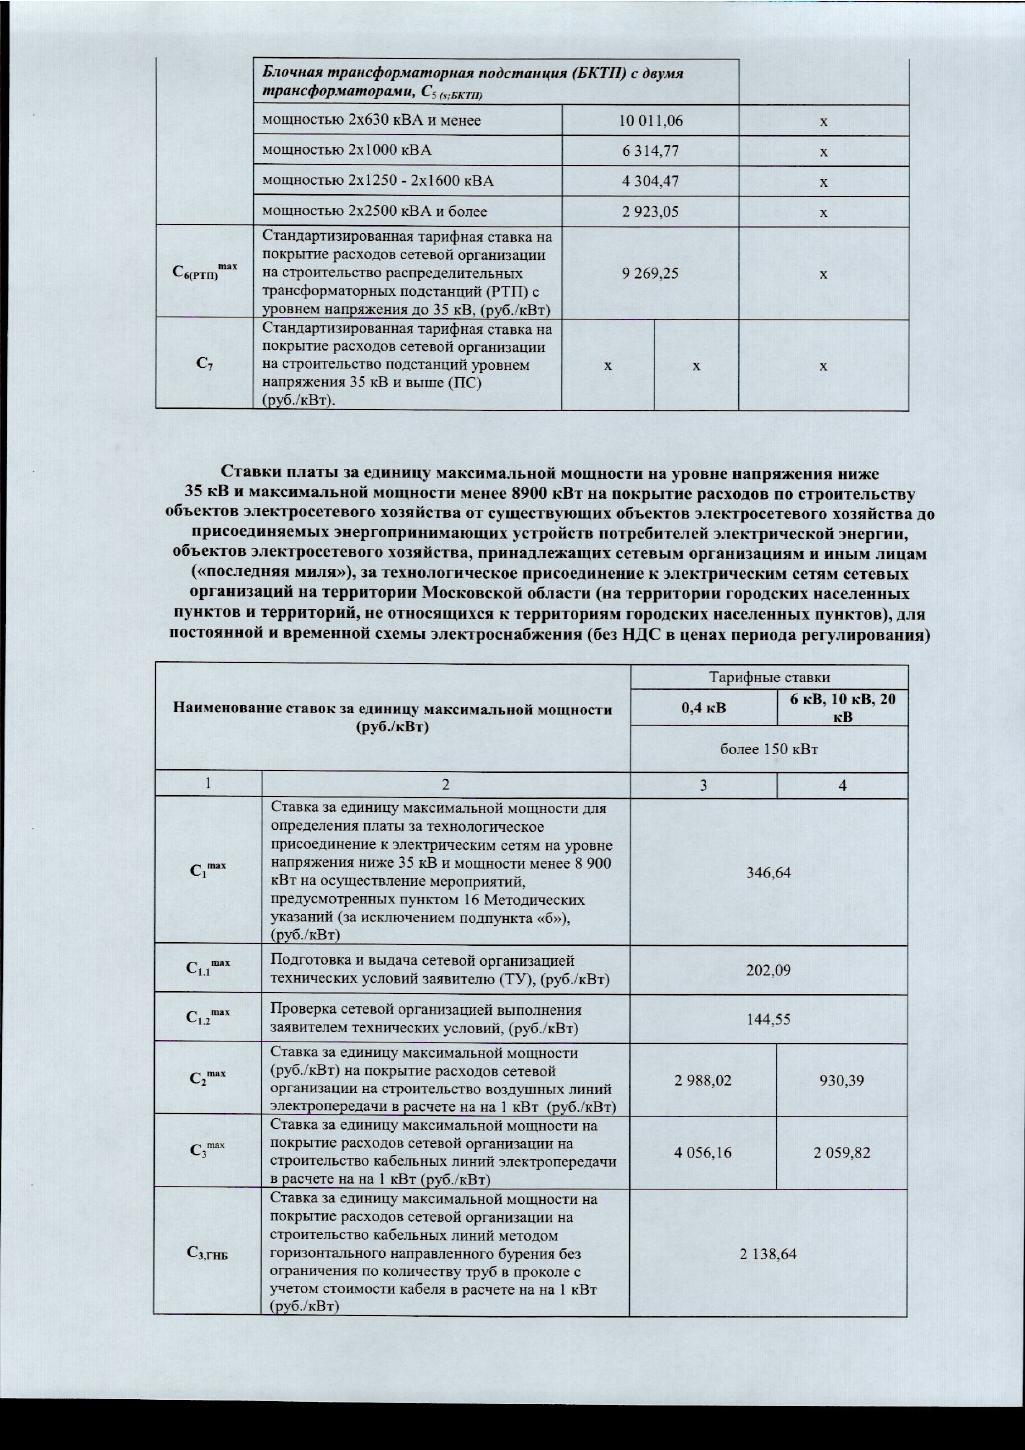 Блочная трансформаторная подстанция (БКТП) с двумя
трансформаторами, С5 (s;БКТП)
мощностью 2х630 кВА и менее 10 011,06 х
мощностью 2х1000 кВА 6 314,77 х
мощностью 2х1250 - 2х1600 кВА 4 304,47 х
мощностью 2х2500 кВА и более 2 923,05 х
С6(РТП)max
Стандартизированная тарифная ставка на
покрытие расходов сетевой организации
на строительство распределительных
трансформаторных подстанций (РТП) с
уровнем напряжения до 35 кВ, (руб./кВт)
9 269,25 х
С7
Стандартизированная тарифная ставка на
покрытие расходов сетевой организации
на строительство подстанций уровнем
напряжения 35 кВ и выше (ПС)
(руб./кВт).
х х х
Ставки платы за единицу максимальной мощности на уровне напряжения ниже
35 кВ и максимальной мощности менее 8900 кВт на покрытие расходов по строительству
объектов электросетевого хозяйства от существующих объектов электросетевого хозяйства до
присоединяемых энергопринимающих устройств потребителей электрической энергии,
объектов электросетевого хозяйства, принадлежащих сетевым организациям и иным лицам
(«последняя миля»), за технологическое присоединение к электрическим сетям сетевых
организаций на территории Московской области (на территории городских населенных
пунктов и территорий, не относящихся к территориям городских населенных пунктов), для
постоянной и временной схемы электроснабжения (без НДС в ценах периода регулирования)
Наименование ставок за единицу максимальной мощности
(руб./кВт)
Тарифные ставки
0,4 кВ
6 кВ, 10 кВ, 20
кВ
более 150 кВт
1 2 3 4
С1max
Ставка за единицу максимальной мощности для
определения платы за технологическое
присоединение к электрическим сетям на уровне
напряжения ниже 35 кВ и мощности менее 8 900
кВт на осуществление мероприятий,
предусмотренных пунктом 16 Методических
указаний (за исключением подпункта «б»),
(руб./кВт)
346,64
С1.1max
Подготовка и выдача сетевой организацией
технических условий заявителю (ТУ), (руб./кВт)
202,09
С1.2max
Проверка сетевой организацией выполнения
заявителем технических условий, (руб./кВт)
144,55
С2max
Ставка за единицу максимальной мощности
(руб./кВт) на покрытие расходов сетевой
организации на строительство воздушных линий
электропередачи в расчете на на 1 кВт (руб./кВт)
2 988,02 930,39
С3max
Ставка за единицу максимальной мощности на
покрытие расходов сетевой организации на
строительство кабельных линий электропередачи
в расчете на на 1 кВт (руб./кВт)
4 056,16 2 059,82
С3,ГНБ
Ставка за единицу максимальной мощности на
покрытие расходов сетевой организации на
строительство кабельных линий методом
горизонтального направленного бурения без
ограничения по количеству труб в проколе с
учетом стоимости кабеля в расчете на на 1 кВт
(руб./кВт)
2 138,64